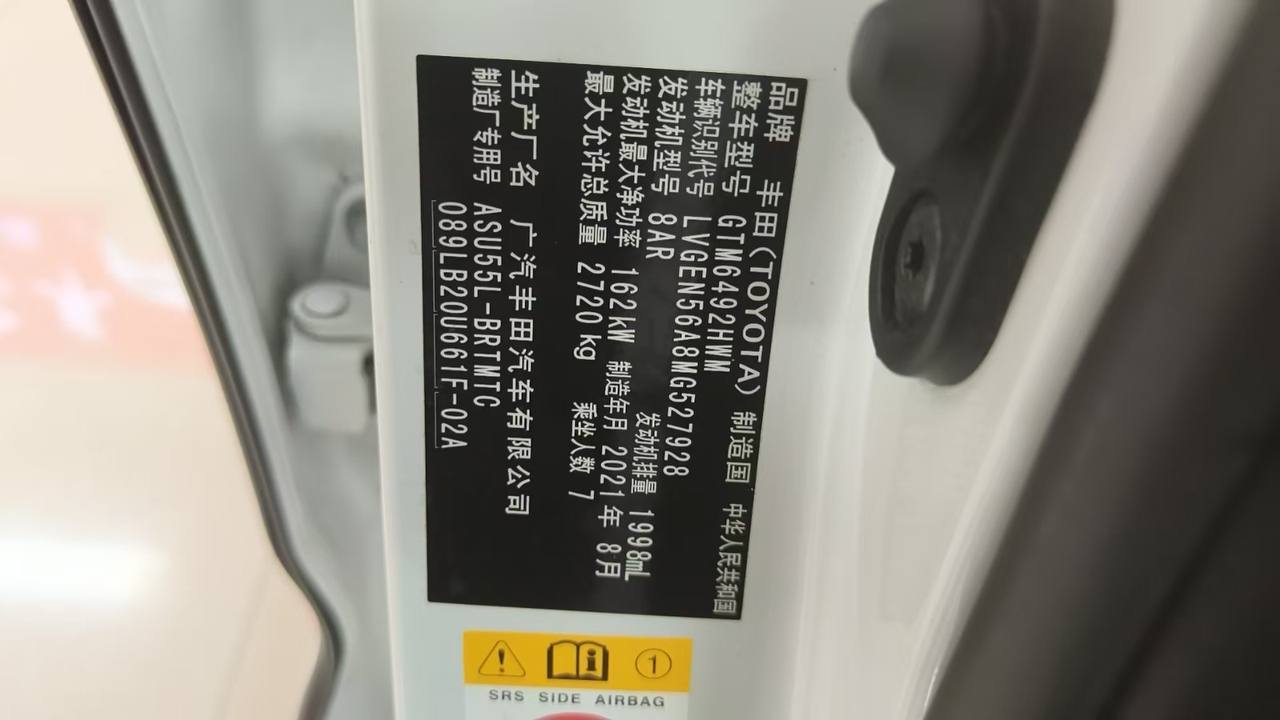 品牌 丰田(TOYOTA) 制造国 中华人民共和国
整车型号 GTM6492HWM
车辆识别代号 LVGEN56A8MG527928
发动机型号 8AR 发动机排量 1998mL
发动机最大净功率 162kW 制造年月 2021年 8月
最大允许总质量 2720kg 乘坐人数 7
生产厂名 广汽丰田汽车有限公司
制造厂专用号 ASU55L-BRTMTC
089LB20U661F-02A
1
SRS SIDE AIRBAG